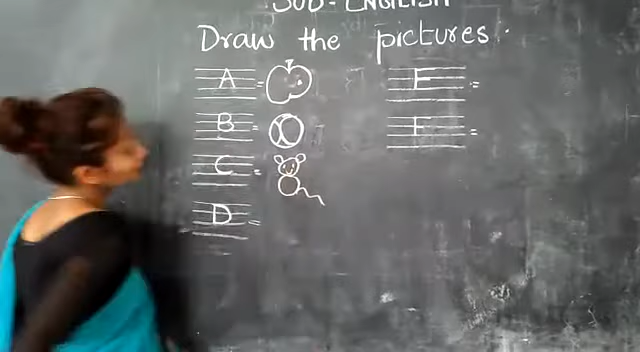 SUB-ENGLISH
Draw the pictures.
A =
B =
C =
D =
E =
F =